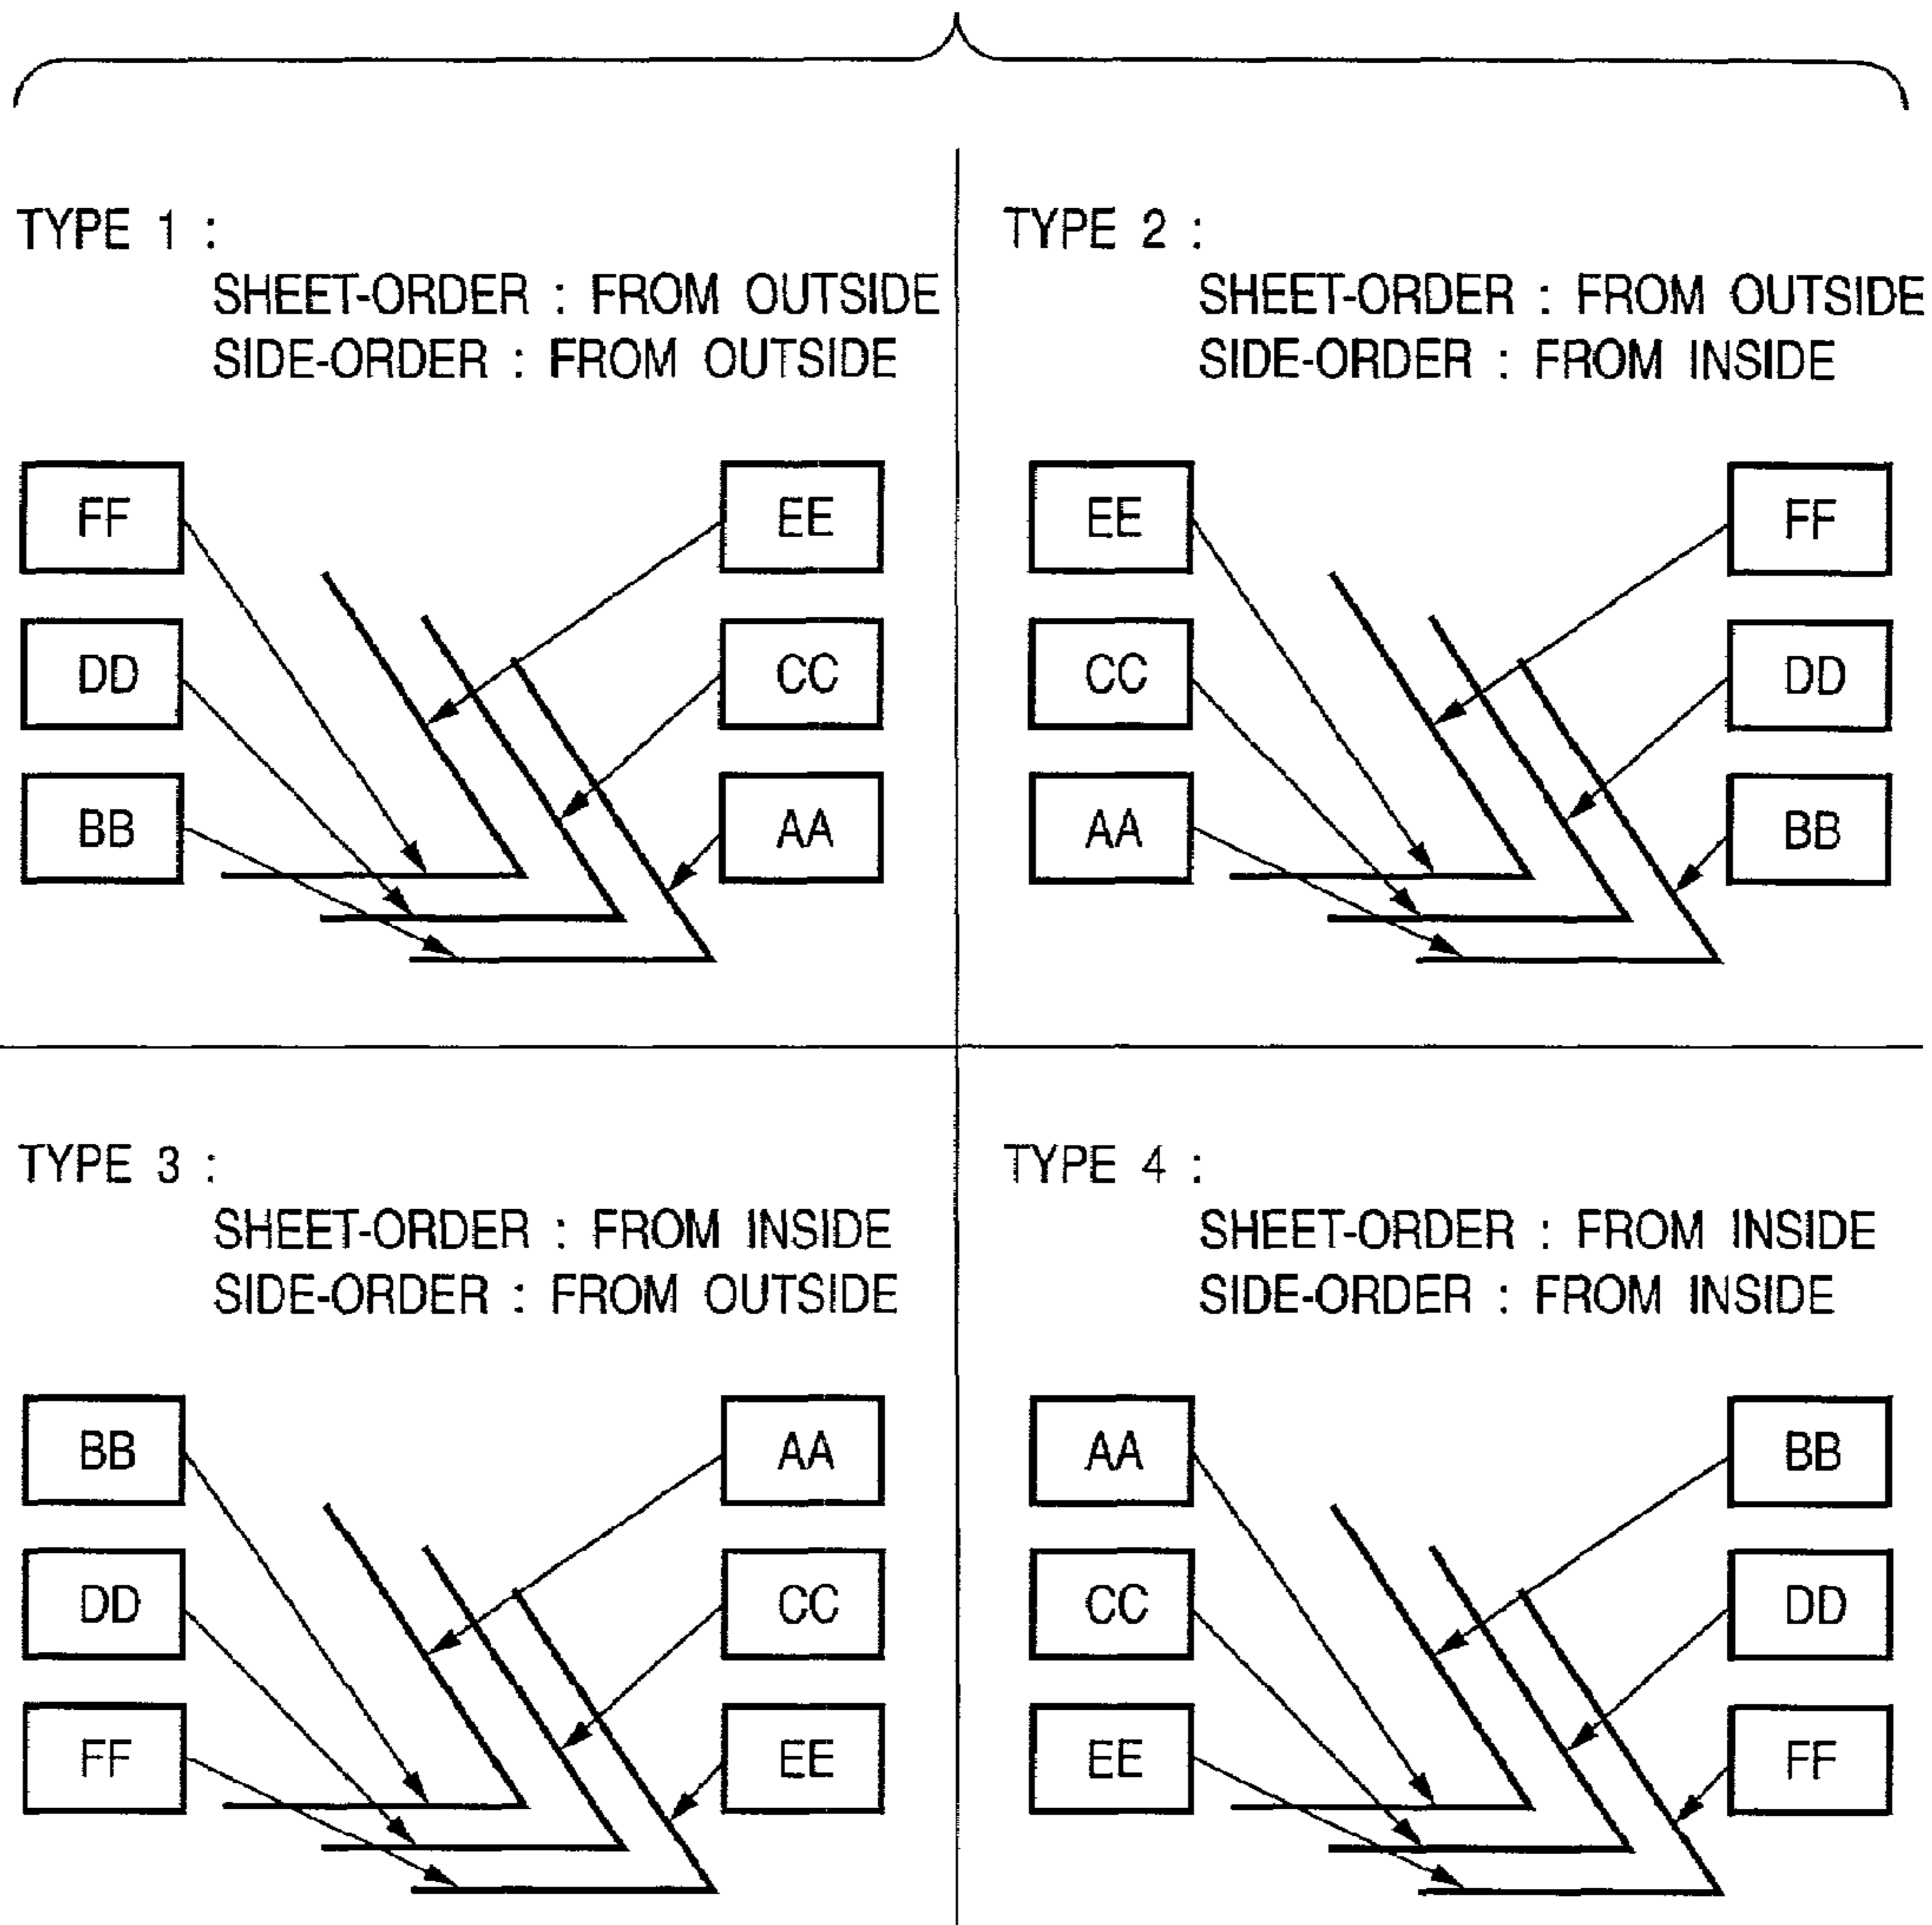 TYPE 1 :
SHEET-ORDER : FROM OUTSIDE
SIDE-ORDER : FROM OUTSIDE
FF
EE
DD
CC
BB
AA
TYPE 2 :
SHEET-ORDER : FROM OUTSIDE
SIDE-ORDER : FROM INSIDE
EE
FF
CC
DD
AA
BB
TYPE 3 :
SHEET-ORDER : FROM INSIDE
SIDE-ORDER : FROM OUTSIDE
BB
AA
DD
CC
FF
EE
TYPE 4 :
SHEET-ORDER : FROM INSIDE
SIDE-ORDER : FROM INSIDE
AA
BB
CC
DD
EE
FF